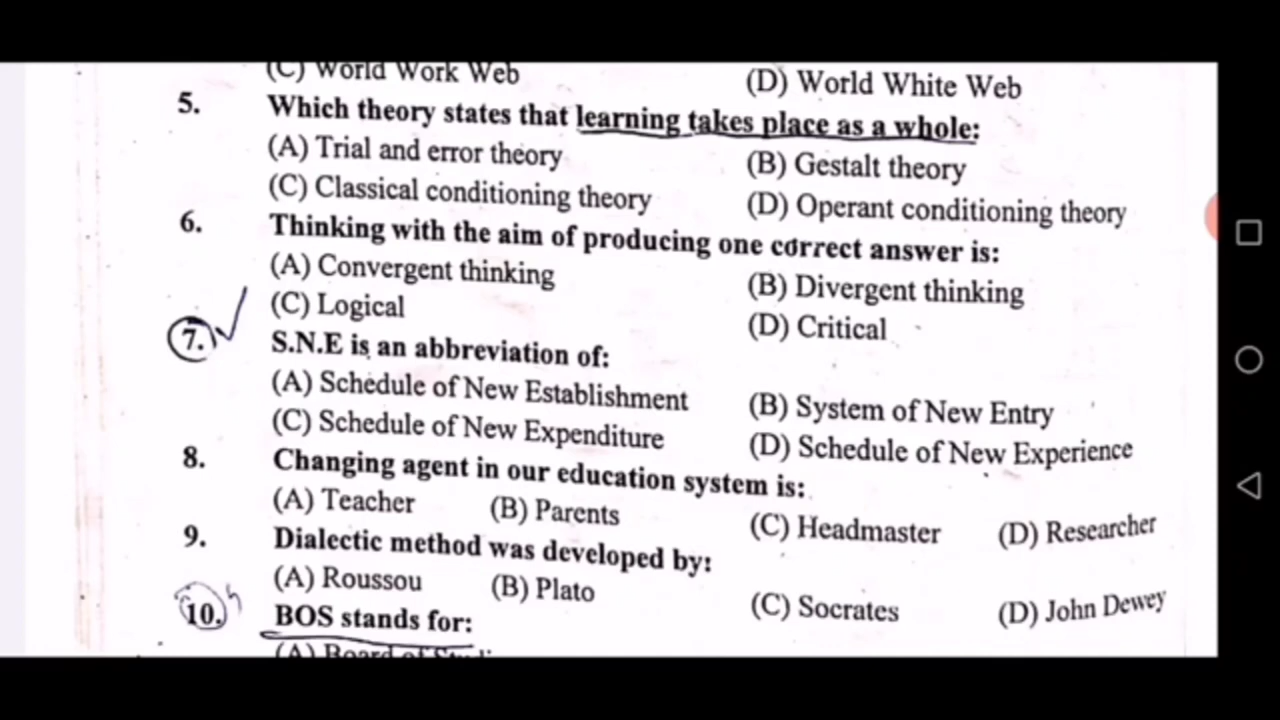 (C) World Work Web (D) World White Web
5. Which theory states that learning takes place as a whole:
(A) Trial and error theory (B) Gestalt theory
(C) Classical conditioning theory (D) Operant conditioning theory
6. Thinking with the aim of producing one correct answer is:
(A) Convergent thinking (B) Divergent thinking
(C) Logical (D) Critical
7. S.N.E is an abbreviation of:
(A) Schedule of New Establishment (B) System of New Entry
(C) Schedule of New Expenditure (D) Schedule of New Experience
8. Changing agent in our education system is:
(A) Teacher (B) Parents (C) Headmaster (D) Researcher
9. Dialectic method was developed by:
(A) Roussou (B) Plato (C) Socrates (D) John Dewey
10. BOS stands for:
(A) Board of